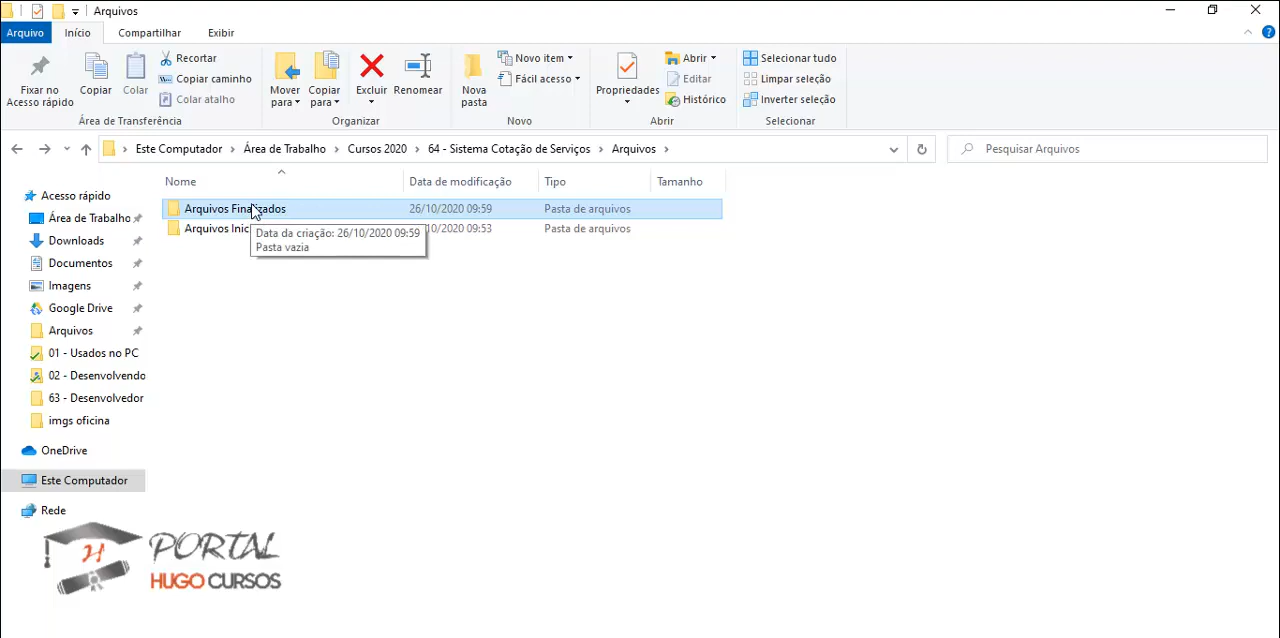 Arquivos
Arquivo Início Compartilhar Exibir
Fixar no Acesso rápido
Copiar
Colar
Recortar
Copiar caminho
Colar atalho
Área de Transferência
Mover para
Copiar para
Excluir
Renomear
Organizar
Nova pasta
Novo item
Fácil acesso
Novo
Propriedades
Abrir
Editar
Histórico
Abrir
Selecionar tudo
Limpar seleção
Inverter seleção
Selecionar
Este Computador > Área de Trabalho > Cursos 2020 > 64 - Sistema Cotação de Serviços > Arquivos >
Pesquisar Arquivos
Nome Data de modificação Tipo Tamanho
Arquivos Finalizados 26/10/2020 09:59 Pasta de arquivos
Arquivos Inic 10/2020 09:53 Pasta de arquivos
Data da criação: 26/10/2020 09:59
Pasta vazia
Acesso rápido
Área de Trabalho
Downloads
Documentos
Imagens
Google Drive
Arquivos
01 - Usados no PC
02 - Desenvolvendo
63 - Desenvolvedor
imgs oficina
OneDrive
Este Computador
Rede
H PORTAL
HUGO CURSOS